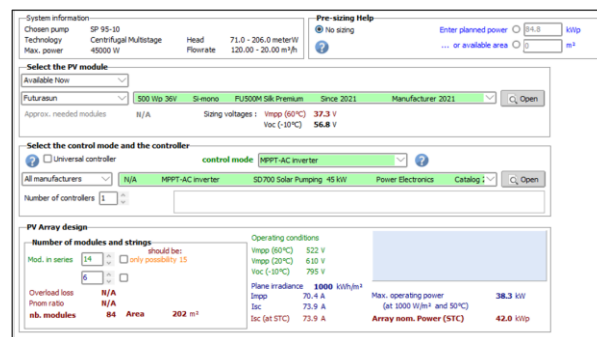 System information
Chosen pump SP 95-10
Technology Centrifugal Multistage Head 71.0 - 206.0 meterW
Max. power 45000 W Flowrate 120.00 - 20.00 m³/h
Pre-sizing Help
No sizing Enter planned power 84.8 kWp
... or available area 0 m²
Select the PV module
Available Now
Futurasun 500 Wp 36V Si-mono FU500M Silk Premium Since 2021 Manufacturer 2021 Open
Approx. needed modules N/A Sizing voltages : Vmpp (60°C) 37.3 V
Voc (-10°C) 56.8 V
Select the control mode and the controller
Universal controller control mode MPPT-AC inverter
All manufacturers N/A MPPT-AC inverter SD700 Solar Pumping 45 kW Power Electronics Catalog Open
Number of controllers 1
PV Array design
Number of modules and strings
should be:
Mod. in series 14 only possibility 15
6
Overload loss N/A
Pnom ratio N/A
nb. modules 84 Area 202 m²
Operating conditions
Vmpp (60°C) 522 V
Vmpp (20°C) 610 V
Voc (-10°C) 795 V
Plane irradiance 1000 kWh/m²
Impp 70.4 A Max. operating power 38.3 kW
Isc 73.9 A (at 1000 W/m² and 50°C)
Isc (at STC) 73.9 A Array nom. Power (STC) 42.0 kWp